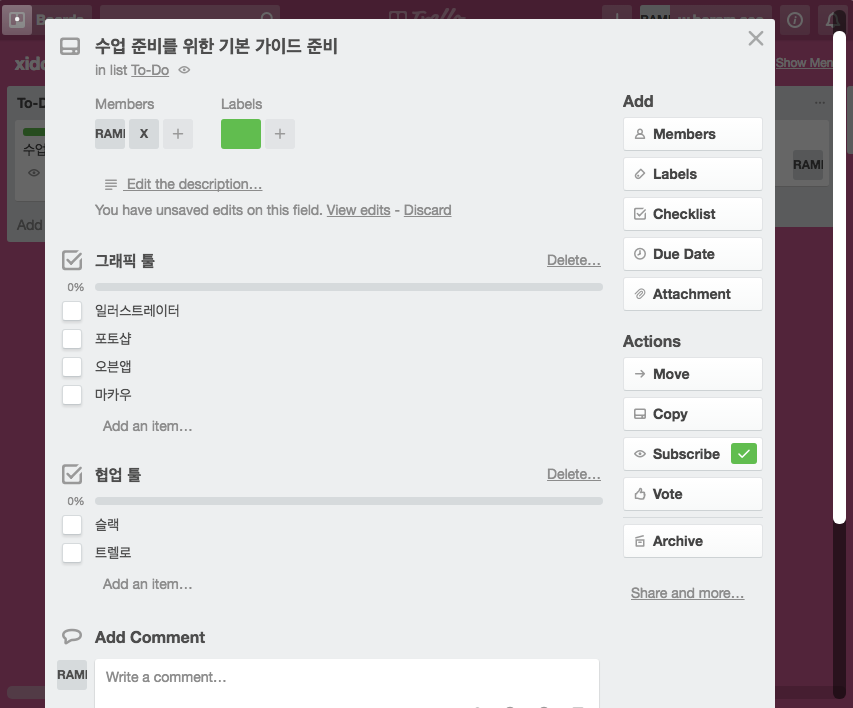 Boards
Trello
수업 준비를 위한 기본 가이드 준비
in list To-Do
Show Men
To-D
Members
Labels
RAMI
X
+
+
수업
Edit the description…
You have unsaved edits on this field. View edits - Discard
Add
그래픽 툴
Delete…
0%
일러스트레이터
포토샵
오븐앱
마카우
Add an item…
협업 툴
Delete…
0%
슬랙
트렐로
Add an item…
Add Comment
RAMI
Write a comment…
Add
Members
Labels
Checklist
Due Date
Attachment
Actions
Move
Copy
Subscribe
Vote
Archive
Share and more…
RAMI